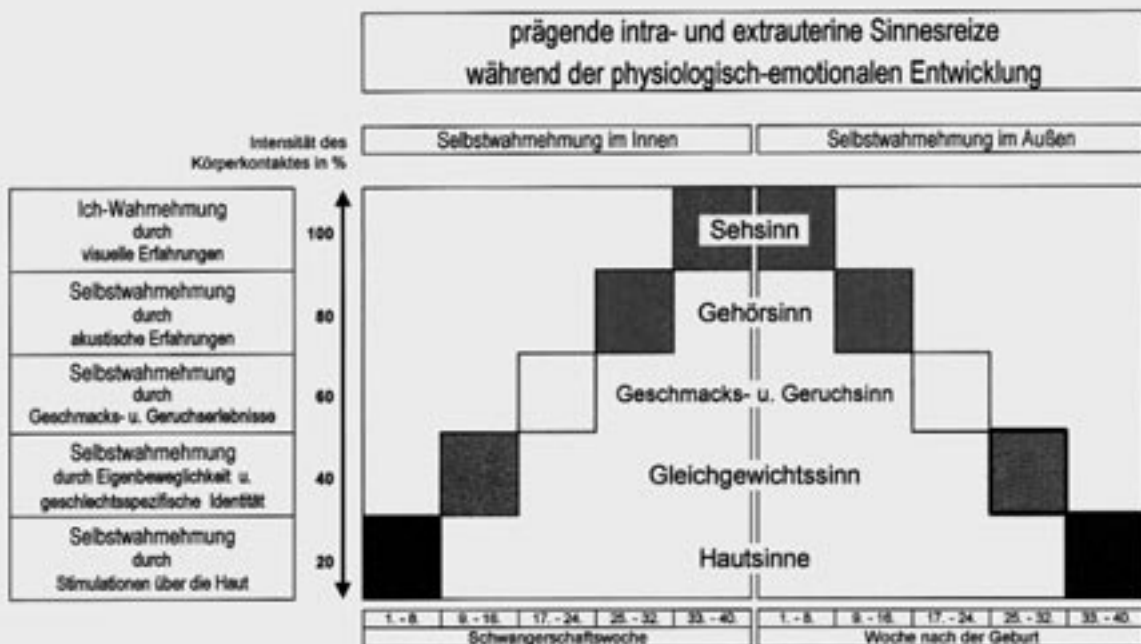 prägende intra- und extrauterine Sinnesreize
während der physiologisch-emotionalen Entwicklung
Intensität des
Körperkontaktes in %
Selbstwahrnehmung im Innen
Selbstwahrnehmung im Außen
Ich-Wahrnehmung
durch
visuelle Erfahrungen
100
Sehsinn
Selbstwahrnehmung
durch
akustische Erfahrungen
80
Gehörsinn
Selbstwahrnehmung
durch
Geschmacks- u. Geruchserlebnisse
60
Geschmacks- u. Geruchsinn
Selbstwahrnehmung
durch Eigenbeweglichkeit u.
geschlechtsspezifische Identität
40
Gleichgewichtssinn
Selbstwahrnehmung
durch
Stimulationen über die Haut
20
Hautsinne
1. - 8. 9. - 16. 17. - 24. 25. - 32. 33. - 40. 1. - 8. 9. - 16. 17. - 24. 25. - 32. 33. - 40.
Schwangerschaftswoche
Woche nach der Geburt